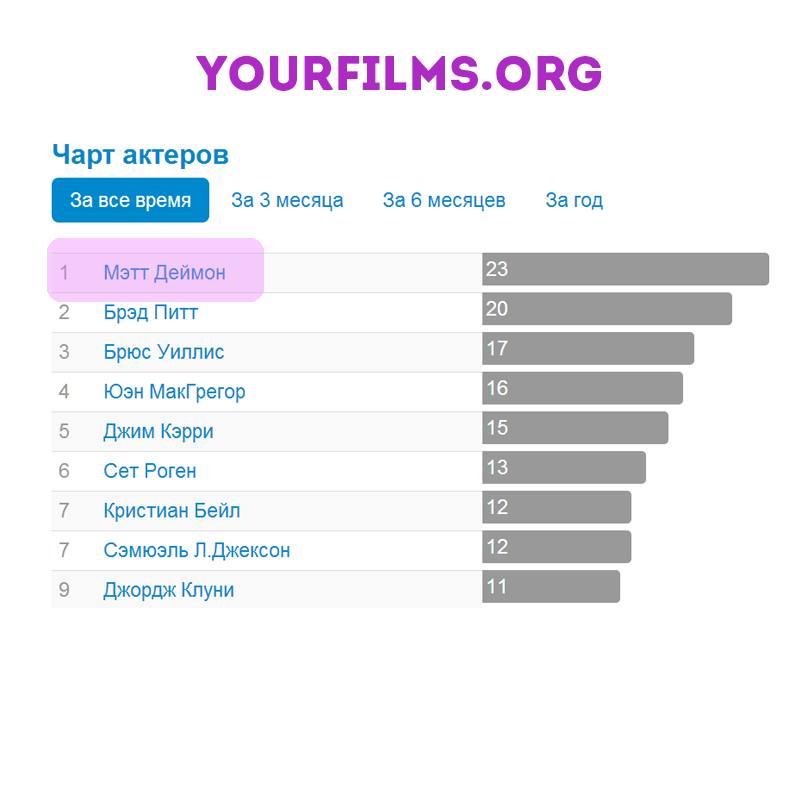 YOURFILMS.ORG
Чарт актеров
За все время За 3 месяца За 6 месяцев За год
1 Мэтт Деймон 23
2 Брэд Питт 20
3 Брюс Уиллис 17
4 Юэн МакГрегор 16
5 Джим Кэрри 15
6 Сет Роген 13
7 Кристиан Бейл 12
7 Сэмюэль Л.Джексон 12
9 Джордж Клуни 11